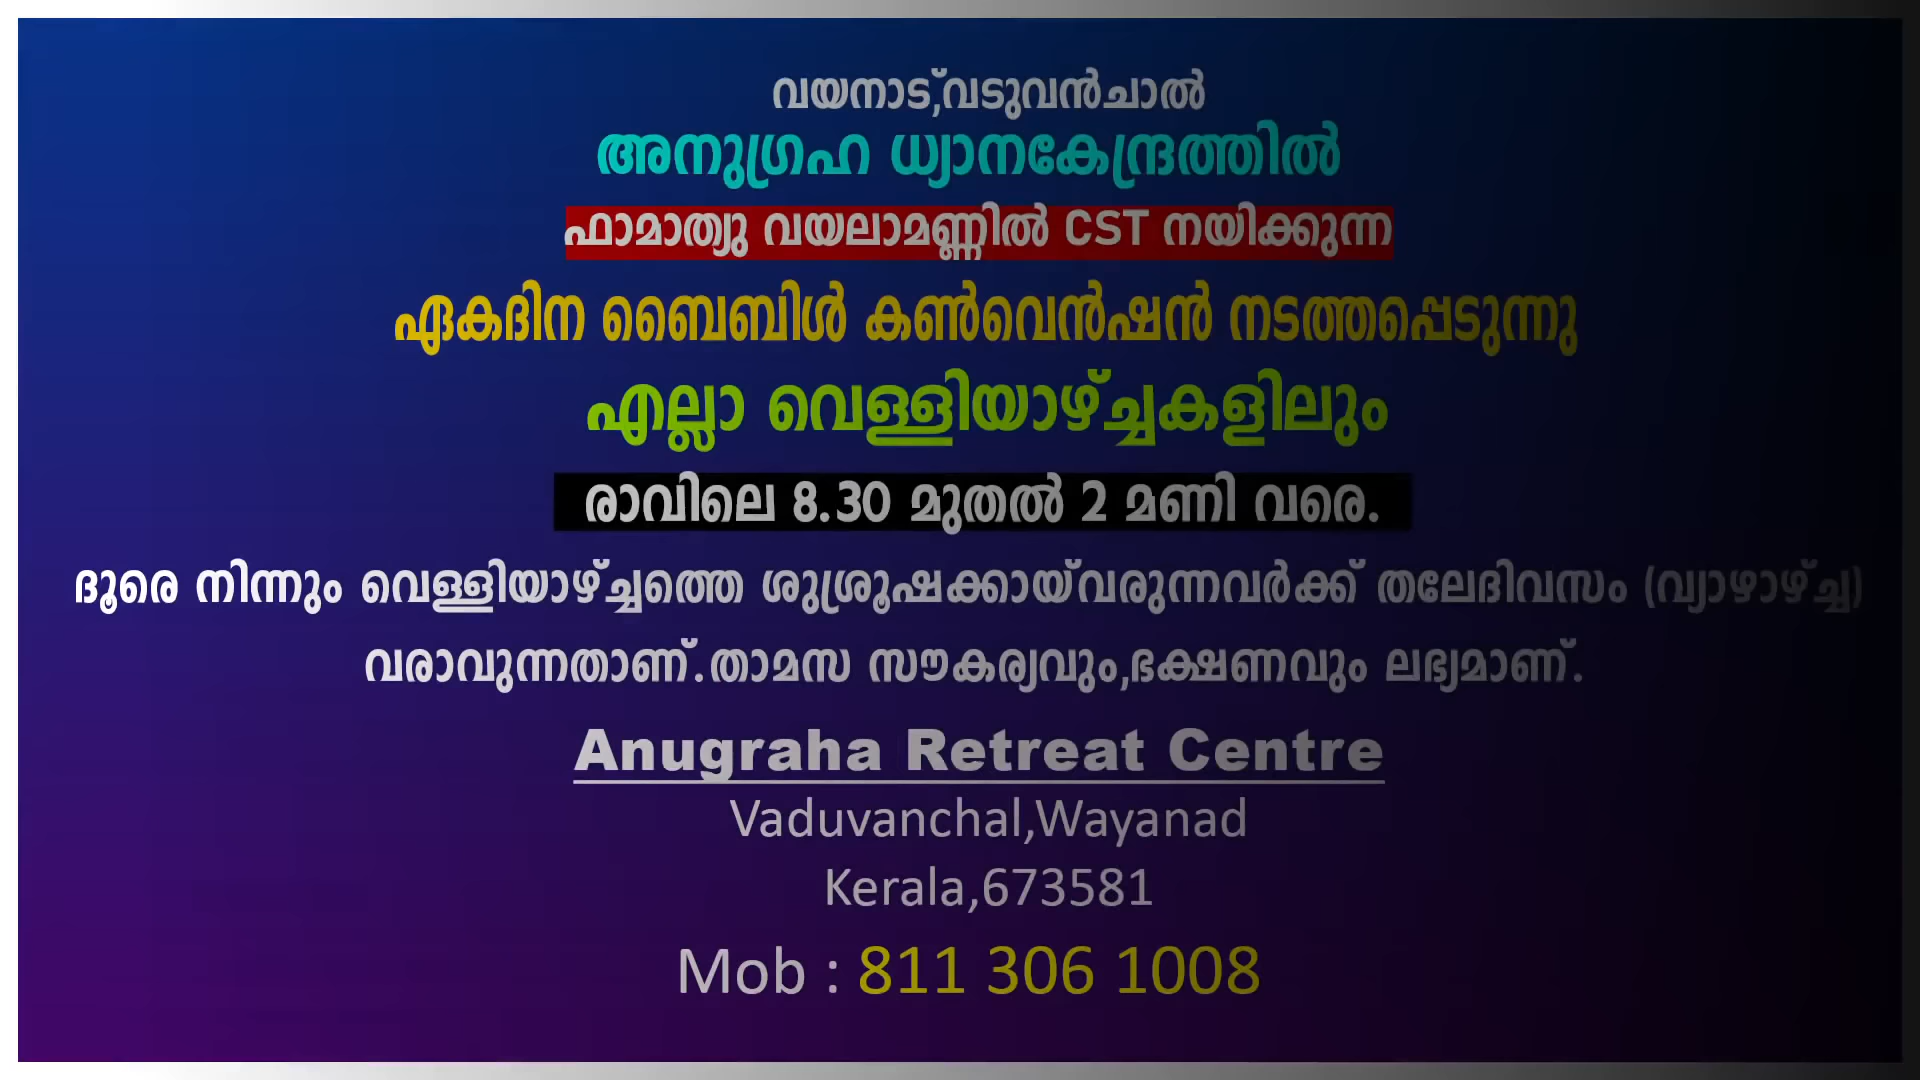 വയനാട്,വടുവൻചാൽ
അനുഗ്രഹ ധ്യാനകേന്ദ്രത്തിൽ
ഫാമാത്യു വയലാമണ്ണിൽ CST നയിക്കുന്ന
ഏകദിന ബൈബിൾ കൺവെൻഷൻ നടത്തപ്പെടുന്നു
എല്ലാ വെള്ളിയാഴ്ച്ചകളിലും
രാവിലെ 8.30 മുതൽ 2 മണി വരെ.
ദൂരെ നിന്നും വെള്ളിയാഴ്ച്ചത്തെ ശുശ്രൂഷക്കായ്‌വരുന്നവർക്ക് തലേദിവസം (വ്യാഴാഴ്ച്ച)
വരാവുന്നതാണ്.താമസ സൗകര്യവും,ഭക്ഷണവും ലഭ്യമാണ്.
Anugraha Retreat Centre
Vaduvanchal,Wayanad
Kerala,673581
Mob : 811 306 1008